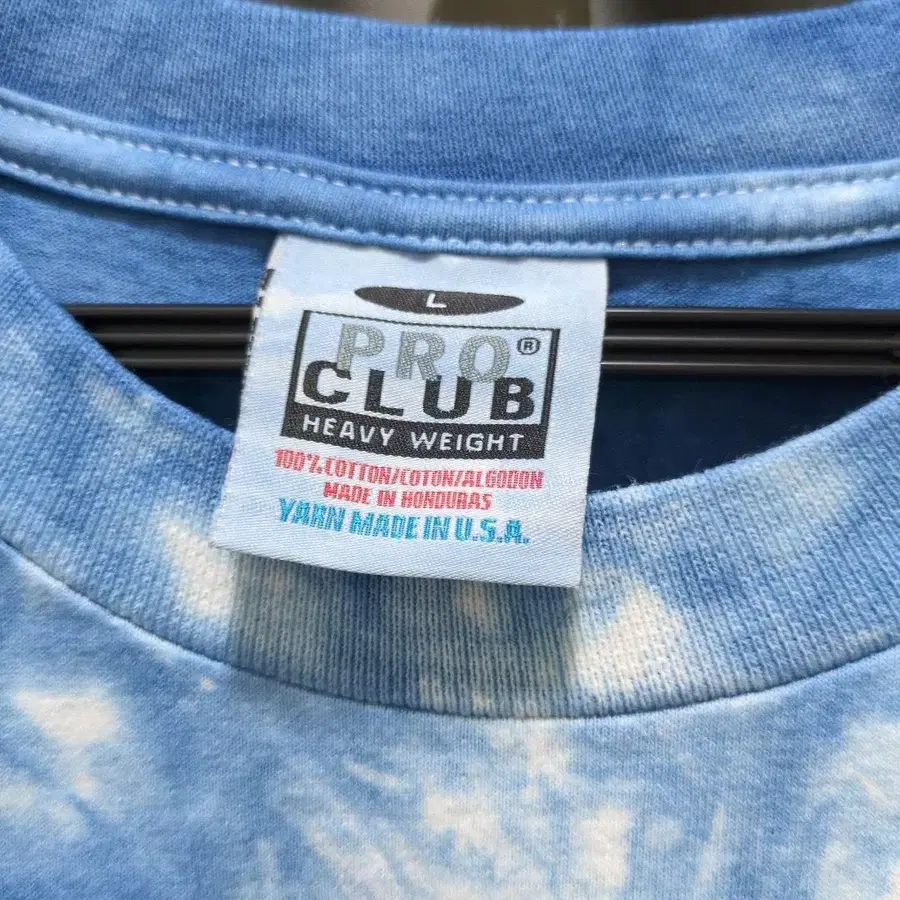 L
PRO®
CLUB
HEAVY WEIGHT
100% COTTON/COTON/ALGODON
MADE IN HONDURAS
YARN MADE IN U.S.A.